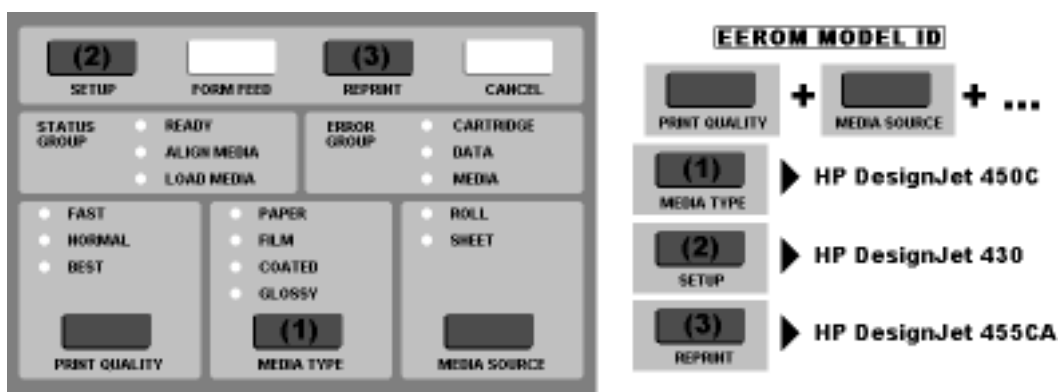 (2)
(3)
SETUP
FORM FEED
REPRINT
CANCEL
STATUS
GROUP
READY
ALIGN MEDIA
LOAD MEDIA
ERROR
GROUP
CARTRIDGE
DATA
MEDIA
FAST
NORMAL
BEST
PRINT QUALITY
PAPER
FILM
COATED
GLOSSY
(1)
MEDIA TYPE
ROLL
SHEET
MEDIA SOURCE
EEROM MODEL ID
+ + ...
PRINT QUALITY MEDIA SOURCE
(1) HP DesignJet 450C
MEDIA TYPE
(2) HP DesignJet 430
SETUP
(3) HP DesignJet 455CA
REPRINT